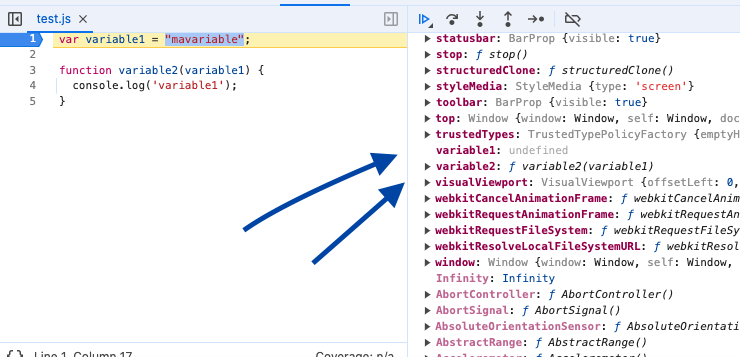 test.js ×
1 var variable1 = "mavariable";
2
3 function variable2(variable1) {
4 console.log('variable1');
5 }
Line 1, Column 17 Coverage: n/a
statusbar: BarProp {visible: true}
stop: ƒ stop()
structuredClone: ƒ structuredClone()
styleMedia: StyleMedia {type: 'screen'}
toolbar: BarProp {visible: true}
top: Window {window: Window, self: Window, doc
trustedTypes: TrustedTypePolicyFactory {emptyH
variable1: undefined
variable2: ƒ variable2(variable1)
visualViewport: VisualViewport {offsetLeft: 0,
webkitCancelAnimationFrame: ƒ webkitCancelAnim
webkitRequestAnimationFrame: ƒ webkitRequestAn
webkitRequestFileSystem: ƒ webkitRequestFileSy
webkitResolveLocalFileSystemURL: ƒ webkitResol
window: Window {window: Window, self: Window,
Infinity: Infinity
AbortController: ƒ AbortController()
AbortSignal: ƒ AbortSignal()
AbsoluteOrientationSensor: ƒ AbsoluteOrientati
AbstractRange: ƒ AbstractRange()